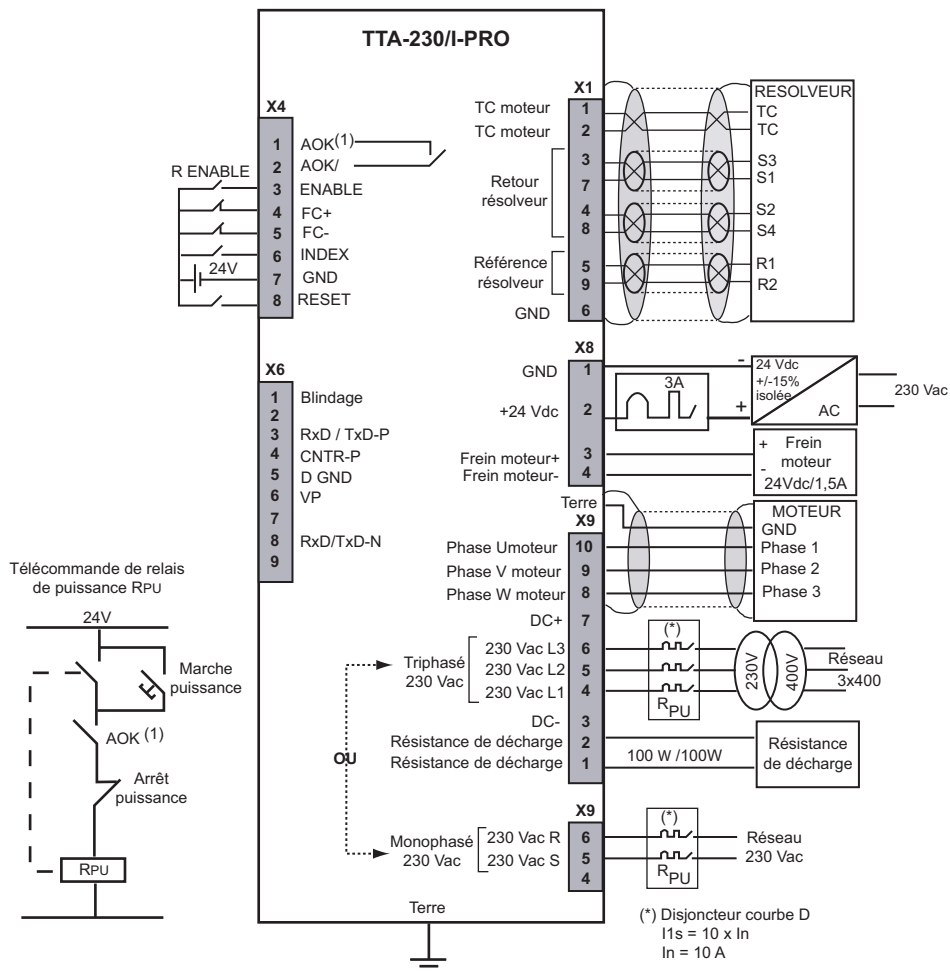 TTA-230/I-PRO
X4
1 AOK(1)
2 AOK/
R ENABLE
3 ENABLE
4 FC+
5 FC-
6 INDEX
24V
7 GND
8 RESET
X6
1 Blindage
2
3 RxD / TxD-P
4 CNTR-P
5 D GND
6 VP
7
8 RxD/TxD-N
9
Télécommande de relais
de puissance RPU
24V
Marche
puissance
AOK (1)
Arrêt
puissance
RPU
X1
TC moteur 1
TC moteur 2
3
7
Retour
résolveur
4
8
Référence
résolveur
5
9
GND 6
RESOLVEUR
TC
TC
S3
S1
S2
S4
R1
R2
X8
GND 1
+24 Vdc 2
Frein moteur+ 3
Frein moteur- 4
3A
-
+
24 Vdc
+/-15%
isolée
AC
230 Vac
+ Frein
moteur
-
24Vdc/1,5A
Terre
X9
Phase Umoteur 10
Phase V moteur 9
Phase W moteur 8
DC+ 7
MOTEUR
GND
Phase 1
Phase 2
Phase 3
Triphasé
230 Vac
230 Vac L3 6
230 Vac L2 5
230 Vac L1 4
(*)
RPU
230V
400V
Réseau
3x400
DC- 3
Résistance de décharge 2
Résistance de décharge 1
100 W /100W
Résistance
de décharge
OU
X9
Monophasé
230 Vac
230 Vac R 6
230 Vac S 5
4
(*)
RPU
Réseau
230 Vac
Terre
(*) Disjoncteur courbe D
I1s = 10 x In
In = 10 A